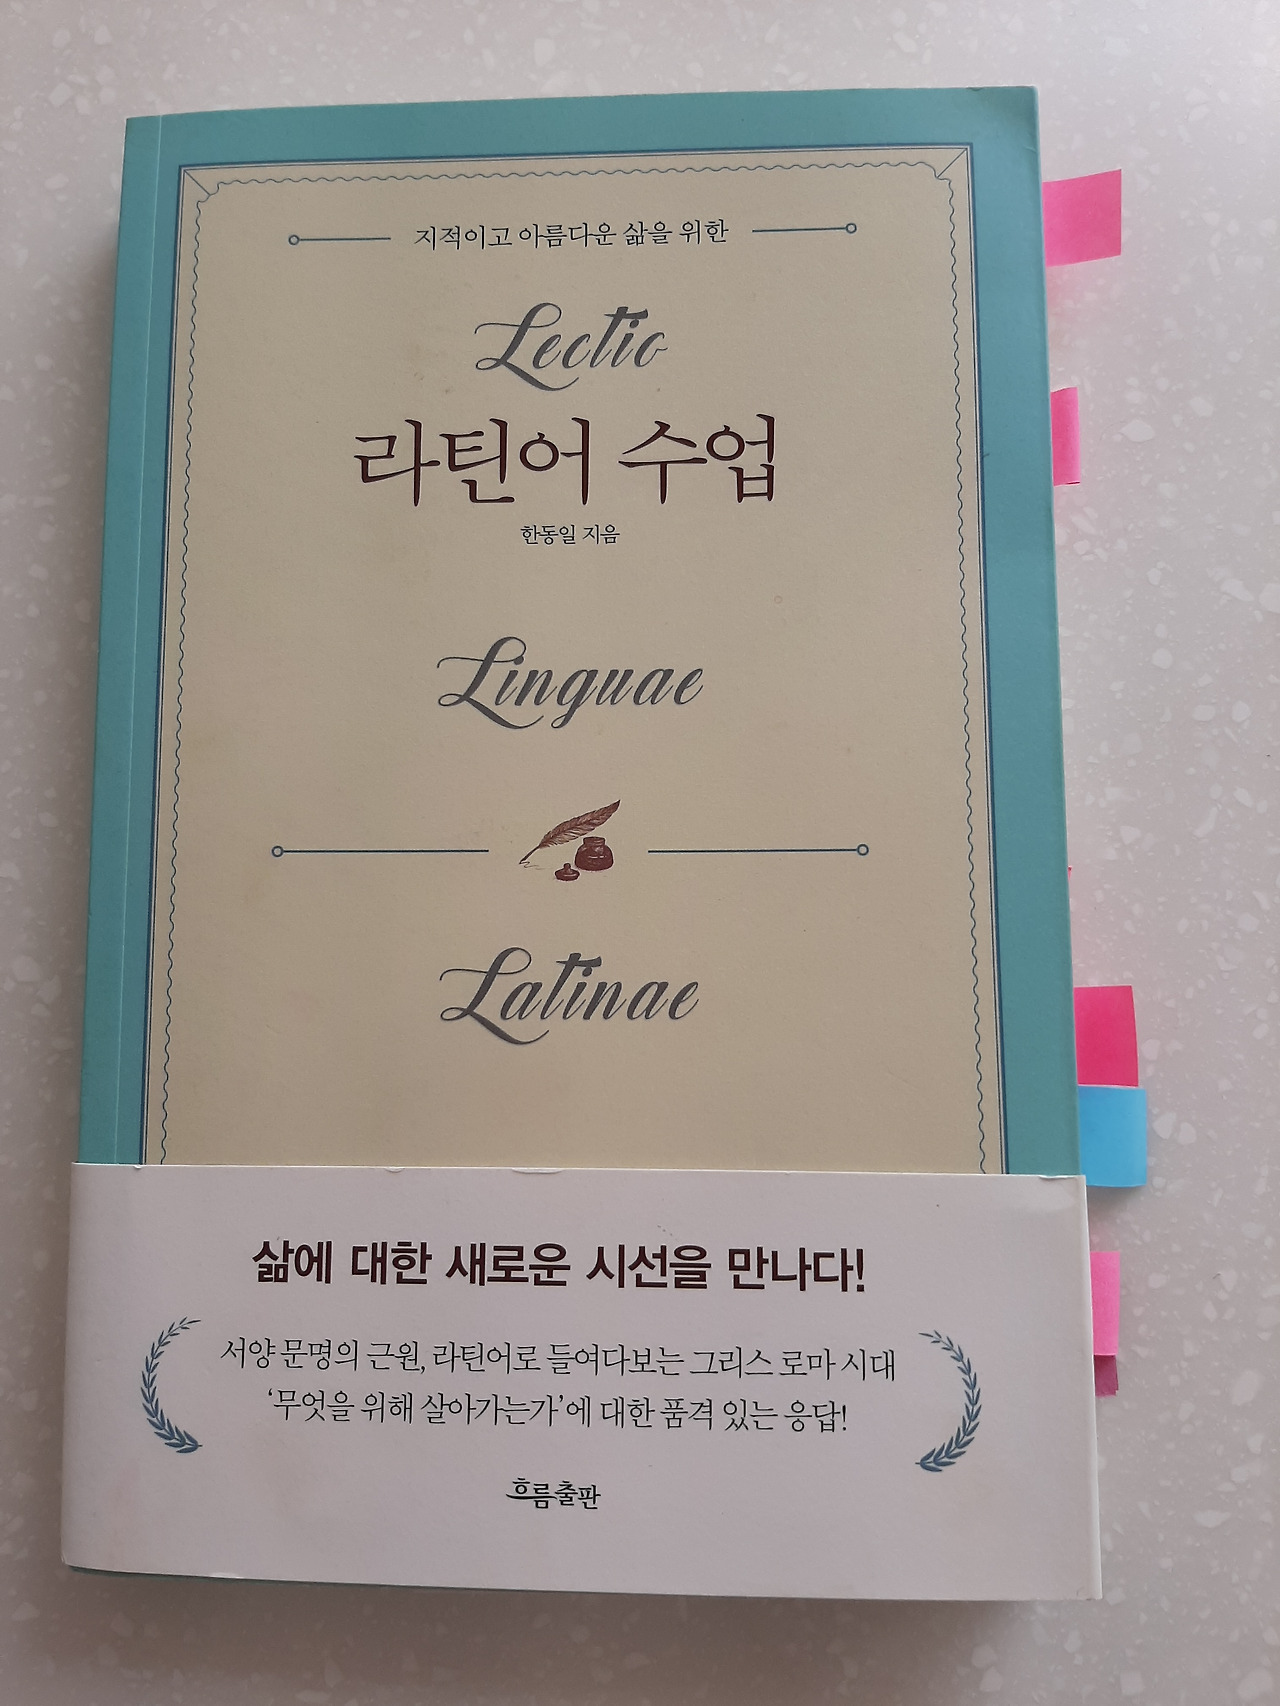 지적이고 아름다운 삶을 위한
Lectio
라틴어 수업
한동일 지음
Linguae
Latinae
삶에 대한 새로운 시선을 만나다!
서양 문명의 근원, 라틴어로 들여다보는 그리스 로마 시대
‘무엇을 위해 살아가는가’에 대한 품격 있는 응답!
흐름출판